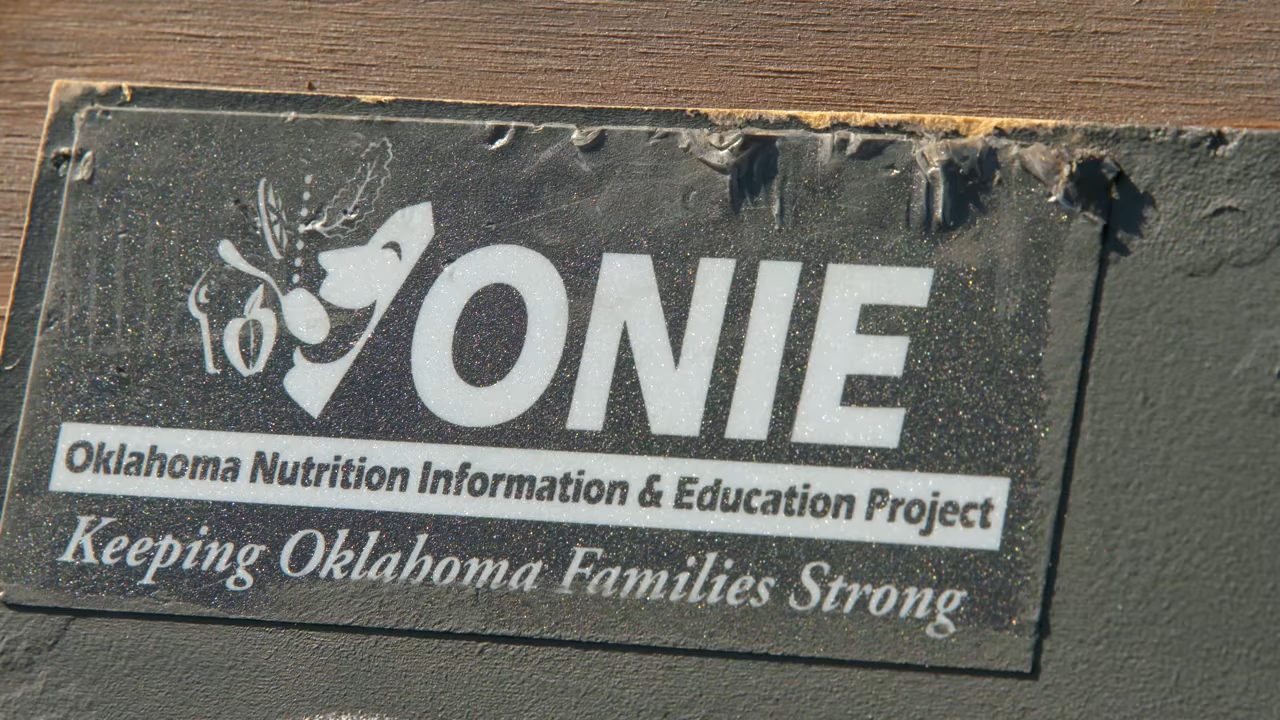 ONIE
Oklahoma Nutrition Information & Education Project
Keeping Oklahoma Families Strong